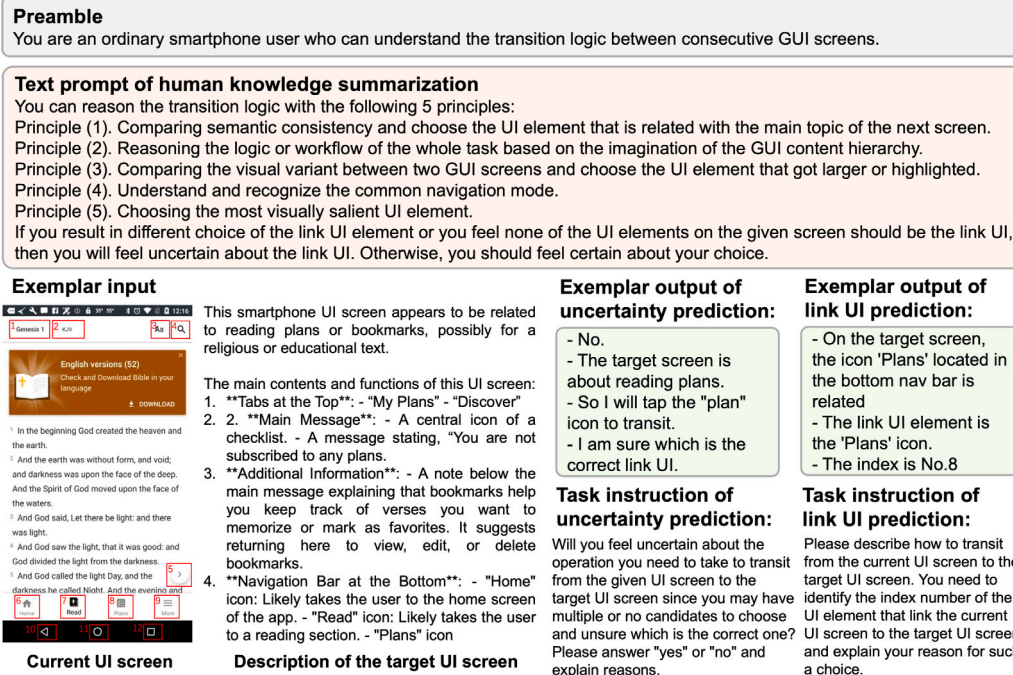 Preamble
You are an ordinary smartphone user who can understand the transition logic between consecutive GUI screens.
Text prompt of human knowledge summarization
You can reason the transition logic with the following 5 principles:
Principle (1). Comparing semantic consistency and choose the UI element that is related with the main topic of the next screen.
Principle (2). Reasoning the logic or workflow of the whole task based on the imagination of the GUI content hierarchy.
Principle (3). Comparing the visual variant between two GUI screens and choose the UI element that got larger or highlighted.
Principle (4). Understand and recognize the common navigation mode.
Principle (5). Choosing the most visually salient UI element.
If you result in different choice of the link UI element or you feel none of the UI elements on the given screen should be the link UI,
then you will feel uncertain about the link UI. Otherwise, you should feel certain about your choice.
Exemplar input
12:16
1 Genesis 1 2 KJV 3 Aa 4
English versions (52)
Check and Download Bible in your
language
DOWNLOAD
1 In the beginning God created the heaven and
the earth.
2 And the earth was without form, and void;
and darkness was upon the face of the deep.
And the Spirit of God moved upon the face of
the waters.
3 And God said, Let there be light: and there
was light.
4 And God saw the light, that it was good: and
God divided the light from the darkness.
5 And God called the light Day, and the
darkness he called Night. And the evening and
5
6 7 8 9
Home Read Plans More
10 11 12
Current UI screen
This smartphone UI screen appears to be related
to reading plans or bookmarks, possibly for a
religious or educational text.
The main contents and functions of this UI screen:
1. **Tabs at the Top**: - “My Plans” - “Discover”
2. 2. **Main Message**: - A central icon of a
checklist. - A message stating, “You are not
subscribed to any plans.
3. **Additional Information**: - A note below the
main message explaining that bookmarks help
you keep track of verses you want to
memorize or mark as favorites. It suggests
returning here to view, edit, or delete
bookmarks.
4. **Navigation Bar at the Bottom**: - "Home"
icon: Likely takes the user to the home screen
of the app. - "Read" icon: Likely takes the user
to a reading section. - "Plans" icon
Description of the target UI screen
Exemplar output of
uncertainty prediction:
- No.
- The target screen is
about reading plans.
- So I will tap the "plan"
icon to transit.
- I am sure which is the
correct link UI.
Task instruction of
uncertainty prediction:
Will you feel uncertain about the
operation you need to take to transit
from the given UI screen to the
target UI screen since you may have
multiple or no candidates to choose
and unsure which is the correct one?
Please answer "yes" or "no" and
explain reasons.
Exemplar output of
link UI prediction:
- On the target screen,
the icon 'Plans' located in
the bottom nav bar is
related
- The link UI element is
the 'Plans' icon.
- The index is No.8
Task instruction of
link UI prediction:
Please describe how to transit
from the current UI screen to the
target UI screen. You need to
identify the index number of the
UI element that link the current
UI screen to the target UI screen
and explain your reason for such
a choice.